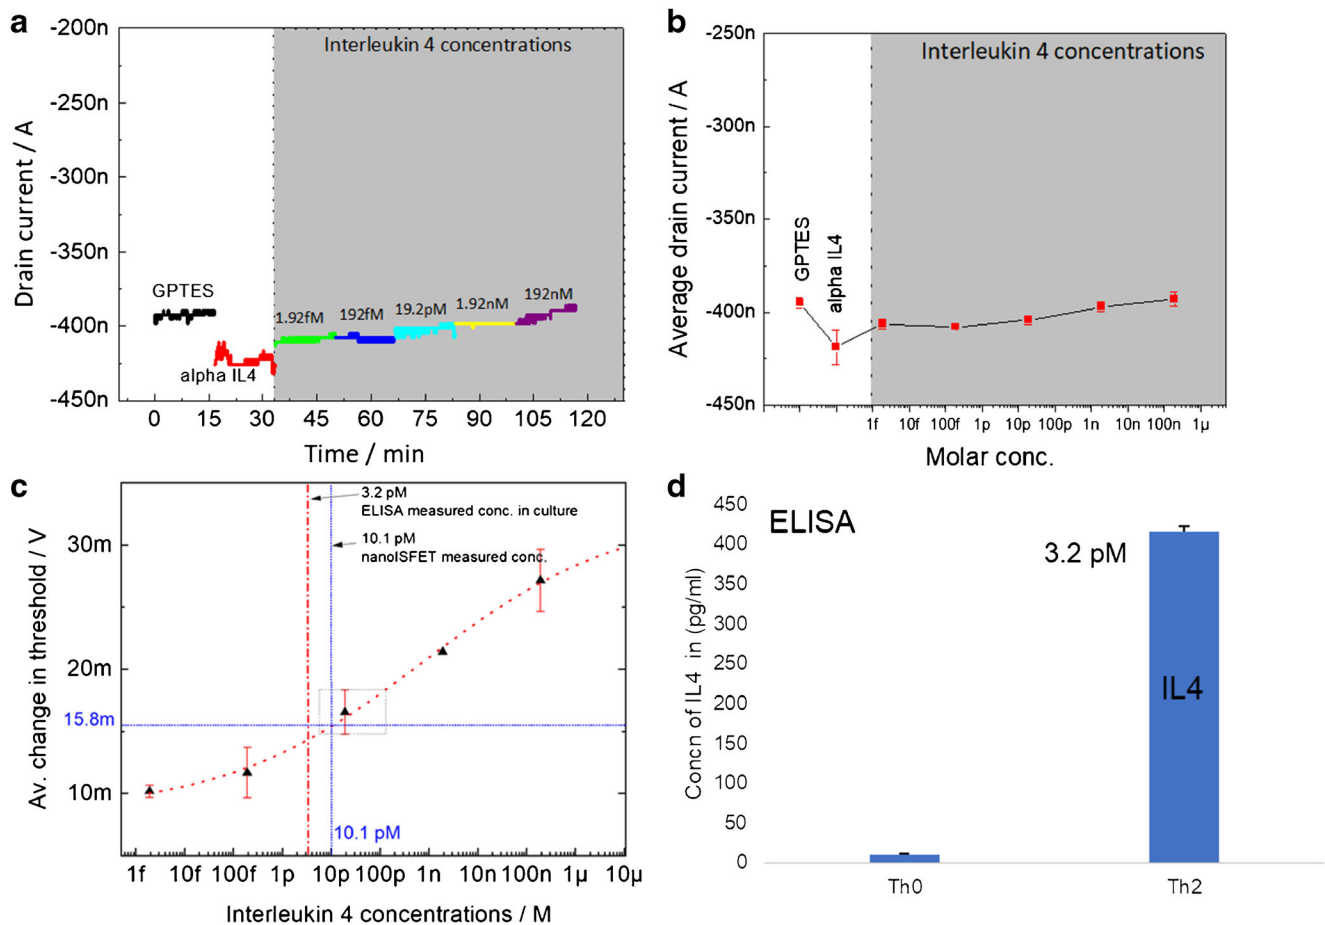 a
-200n
-250n
-300n
-350n
-400n
-450n
Drain current / A
Interleukin 4 concentrations
GPTES
alpha IL4
1.92fM
192fM
19.2pM
1.92nM
192nM
0 15 30 45 60 75 90 105 120
Time / min
b
-250n
-300n
-350n
-400n
-450n
Average drain current / A
Interleukin 4 concentrations
GPTES
alpha IL4
1f 10f 100f 1p 10p 100p 1n 10n 100n 1µ
Molar conc.
c
30m
20m
15.8m
10m
Av. change in threshold / V
3.2 pM
ELISA measured conc. in culture
10.1 pM
nanoISFET measured conc.
10.1 pM
1f 10f 100f 1p 10p 100p 1n 10n 100n 1µ 10µ
Interleukin 4 concentrations / M
d
450
400
350
300
250
200
150
100
50
0
Concn of IL4 in (pg/ml)
ELISA
3.2 pM
IL4
Th0 Th2